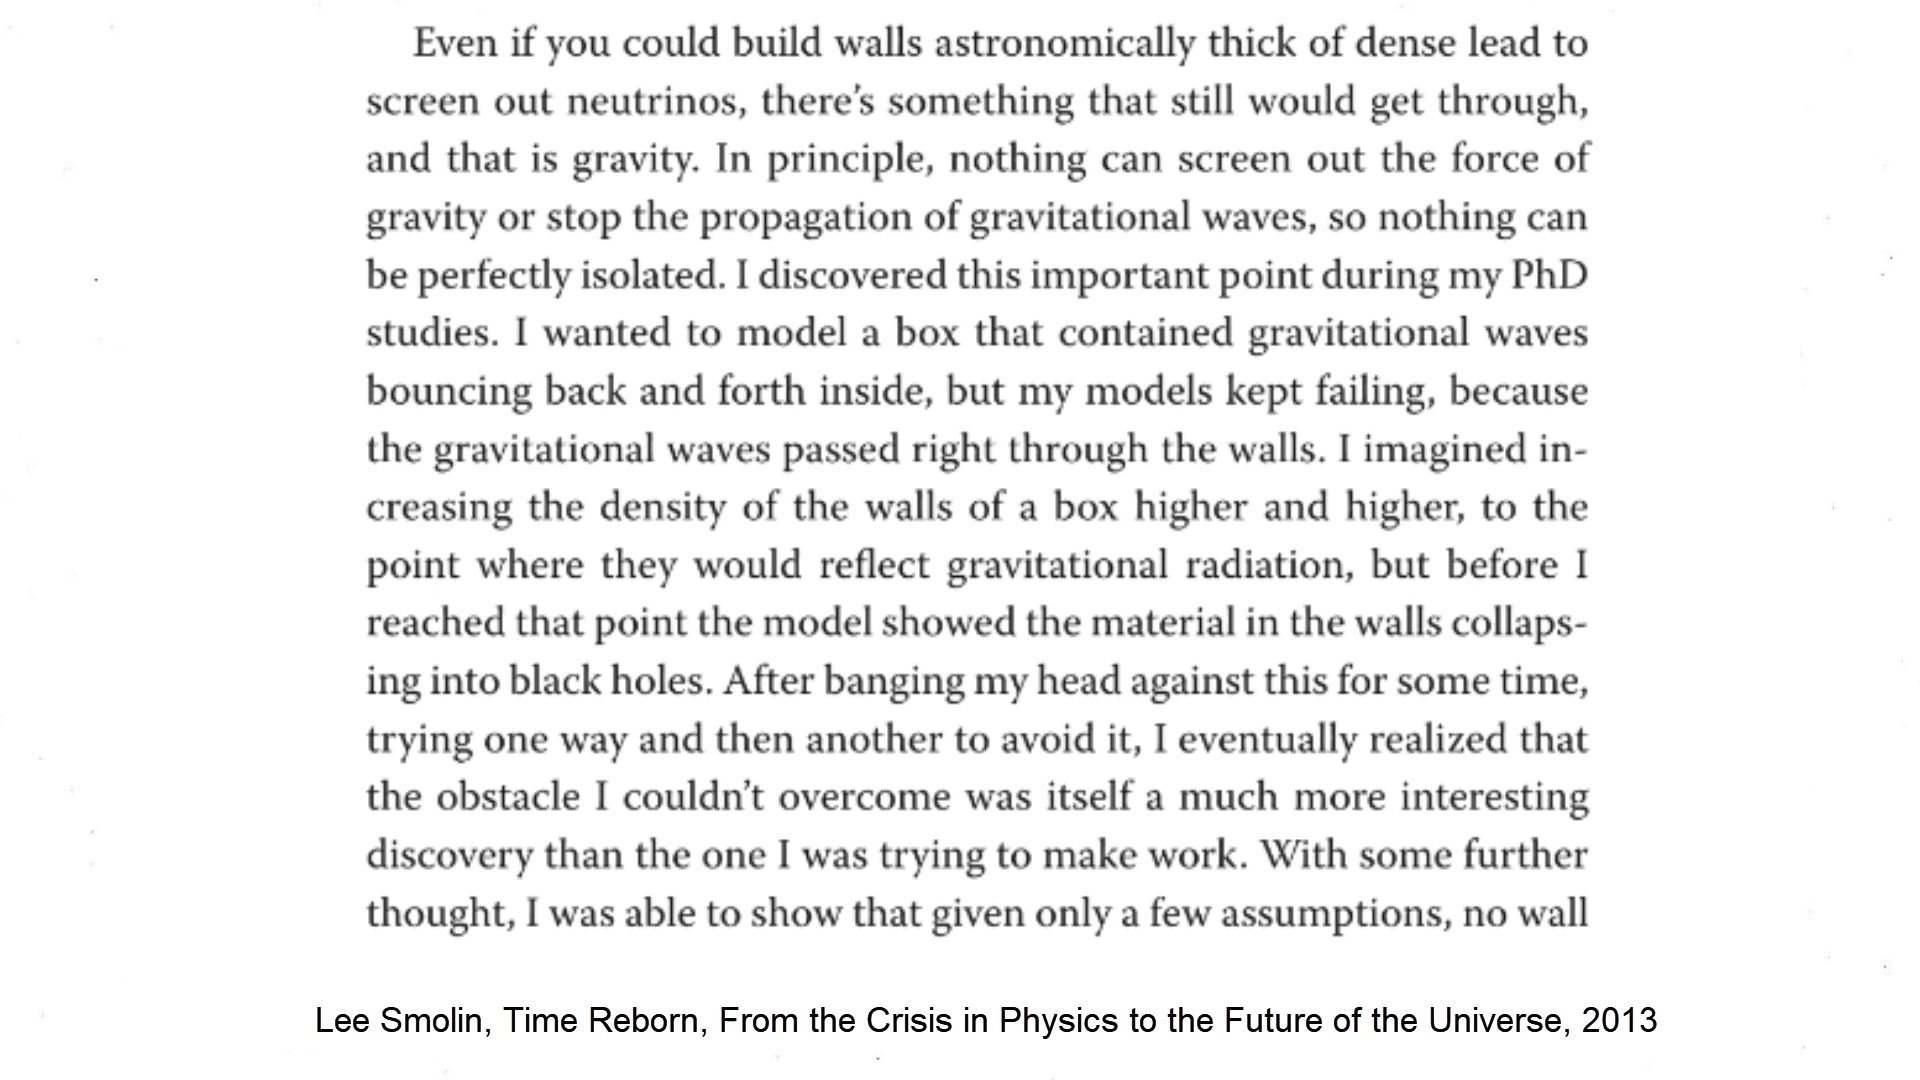 Even if you could build walls astronomically thick of dense lead to
screen out neutrinos, there’s something that still would get through,
and that is gravity. In principle, nothing can screen out the force of
gravity or stop the propagation of gravitational waves, so nothing can
be perfectly isolated. I discovered this important point during my PhD
studies. I wanted to model a box that contained gravitational waves
bouncing back and forth inside, but my models kept failing, because
the gravitational waves passed right through the walls. I imagined in-
creasing the density of the walls of a box higher and higher, to the
point where they would reflect gravitational radiation, but before I
reached that point the model showed the material in the walls collaps-
ing into black holes. After banging my head against this for some time,
trying one way and then another to avoid it, I eventually realized that
the obstacle I couldn’t overcome was itself a much more interesting
discovery than the one I was trying to make work. With some further
thought, I was able to show that given only a few assumptions, no wall
Lee Smolin, Time Reborn, From the Crisis in Physics to the Future of the Universe, 2013